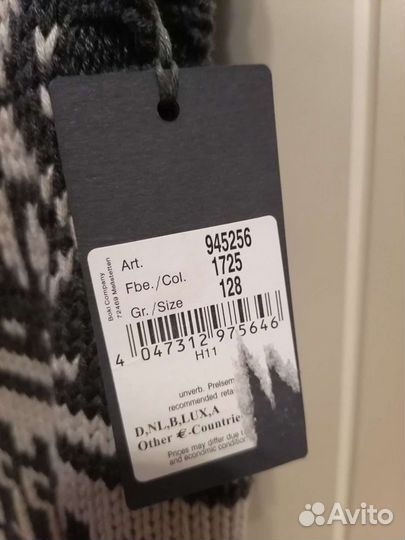 Boki Company
72469 Meßstetten
Art. 945256
Fbe./Col. 1725
Gr./Size 128
4 047312 975646
H11
unverb. Preisem
recommended reta
D,NL,B,LUX,A
Other €-Countrie
Prices may differ due t
and economic condition
Avito